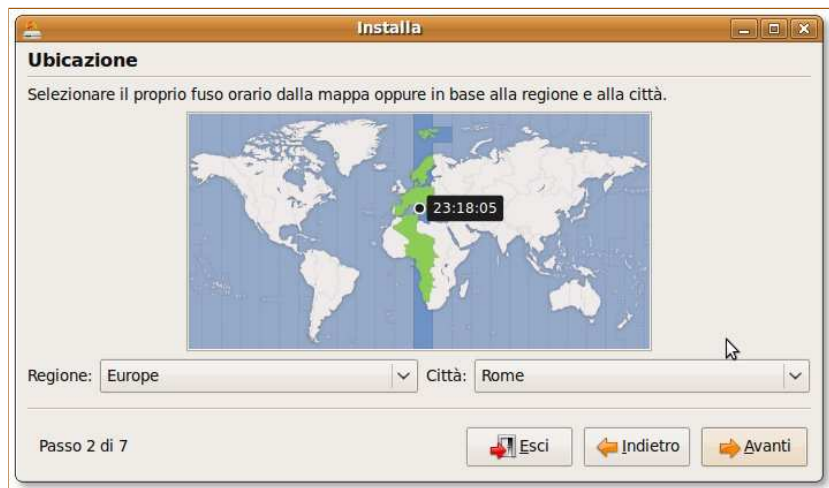 Installa
Ubicazione
Selezionare il proprio fuso orario dalla mappa oppure in base alla regione e alla città.
23:18:05
Regione: Europe Città: Rome
Passo 2 di 7 Esci Indietro Avanti